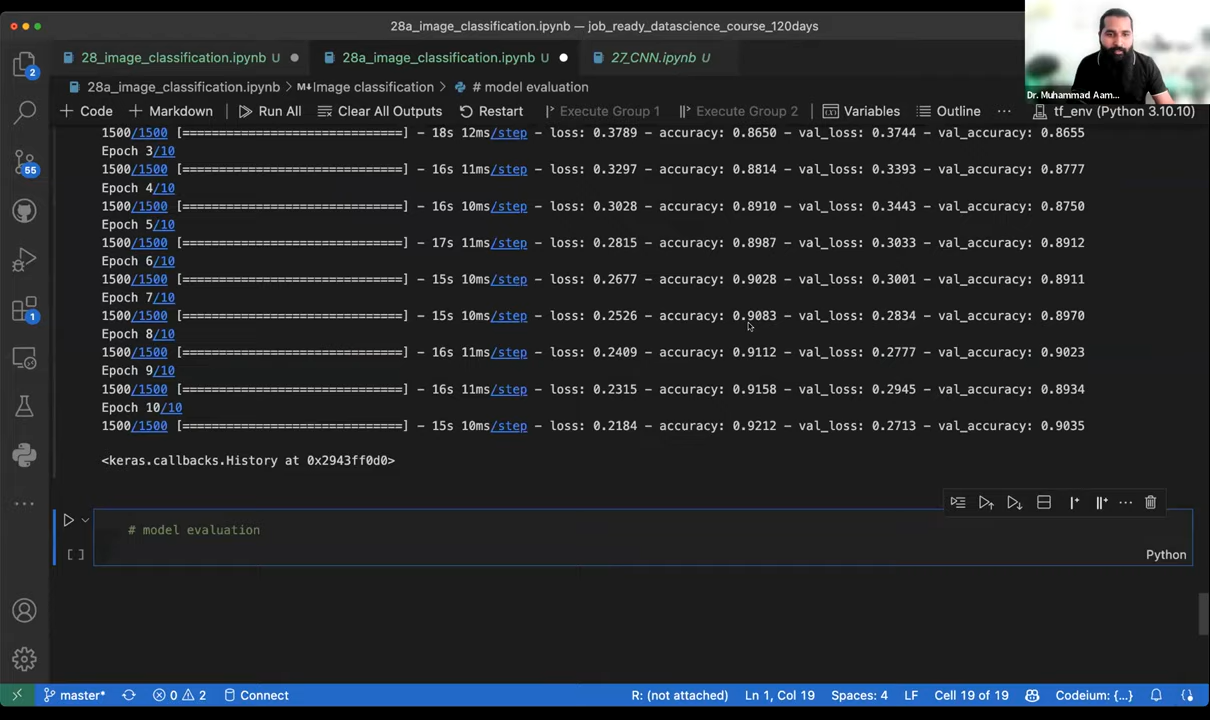 28a_image_classification.ipynb — job_ready_datascience_course_120days
28_image_classification.ipynb U
28a_image_classification.ipynb U
27_CNN.ipynb U
28a_image_classification.ipynb > M↓Image classification > # model evaluation
+ Code + Markdown Run All Clear All Outputs Restart Execute Group 1 Execute Group 2 Variables Outline ... tf_env (Python 3.10.10)
Dr. Muhammad Aam...
1500/1500 [==============================] - 18s 12ms/step - loss: 0.3789 - accuracy: 0.8650 - val_loss: 0.3744 - val_accuracy: 0.8655
Epoch 3/10
1500/1500 [==============================] - 16s 11ms/step - loss: 0.3297 - accuracy: 0.8814 - val_loss: 0.3393 - val_accuracy: 0.8777
Epoch 4/10
1500/1500 [==============================] - 16s 10ms/step - loss: 0.3028 - accuracy: 0.8910 - val_loss: 0.3443 - val_accuracy: 0.8750
Epoch 5/10
1500/1500 [==============================] - 17s 11ms/step - loss: 0.2815 - accuracy: 0.8987 - val_loss: 0.3033 - val_accuracy: 0.8912
Epoch 6/10
1500/1500 [==============================] - 15s 10ms/step - loss: 0.2677 - accuracy: 0.9028 - val_loss: 0.3001 - val_accuracy: 0.8911
Epoch 7/10
1500/1500 [==============================] - 15s 10ms/step - loss: 0.2526 - accuracy: 0.9083 - val_loss: 0.2834 - val_accuracy: 0.8970
Epoch 8/10
1500/1500 [==============================] - 16s 11ms/step - loss: 0.2409 - accuracy: 0.9112 - val_loss: 0.2777 - val_accuracy: 0.9023
Epoch 9/10
1500/1500 [==============================] - 16s 11ms/step - loss: 0.2315 - accuracy: 0.9158 - val_loss: 0.2945 - val_accuracy: 0.8934
Epoch 10/10
1500/1500 [==============================] - 15s 10ms/step - loss: 0.2184 - accuracy: 0.9212 - val_loss: 0.2713 - val_accuracy: 0.9035
<keras.callbacks.History at 0x2943ff0d0>
# model evaluation
[ ]
Python
2
55
1
master* 0 2 Connect R: (not attached) Ln 1, Col 19 Spaces: 4 LF Cell 19 of 19 Codeium: {...}